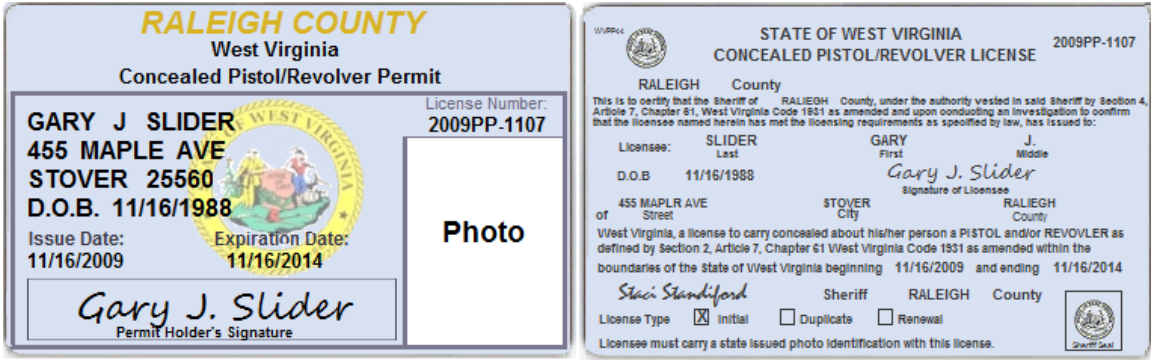 RALEIGH COUNTY
West Virginia
Concealed Pistol/Revolver Permit
GARY J SLIDER
455 MAPLE AVE
STOVER 25560
D.O.B. 11/16/1988
Issue Date: Expiration Date:
11/16/2009 11/16/2014
Gary J. Slider
Permit Holder's Signature
License Number:
2009PP-1107
Photo
WEST VIRGINIA
STATE OF WEST VIRGINIA
CONCEALED PISTOL/REVOLVER LICENSE
2009PP-1107
RALEIGH County
This is to certify that the Sheriff of RALIEGH County, under the authority vested in said Sheriff by Section 4,
Article 7, Chapter 61, West Virginia Code 1931 as amended and upon conducting an investigation to confirm
that the licensee named herein has met the licensing requirements as specified by law, has issued to:
Licensee: SLIDER GARY J.
Last First Middle
D.O.B 11/16/1988 Gary J. Slider
Signature of Licensee
455 MAPLR AVE STOVER RALIEGH
of Street City County
West Virginia, a license to carry concealed about his/her person a PISTOL and/or REVOVLER as
defined by Section 2, Article 7, Chapter 61 West Virginia Code 1931 as amended within the
boundaries of the State of West Virginia beginning 11/16/2009 and ending 11/16/2014
Staci Standiford Sheriff RALEIGH County
License Type X Initial Duplicate Renewal
Licensee must carry a state issued photo identification with this license.
Sheriff Seal